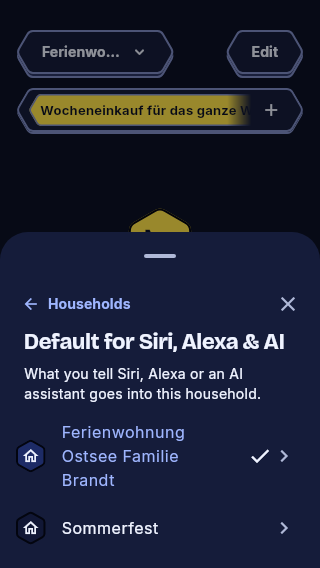 Ferienwo...
Edit
Wocheneinkauf für das ganze W
Households
Default for Siri, Alexa & AI
What you tell Siri, Alexa or an AI
assistant goes into this household.
Ferienwohnung
Ostsee Familie
Brandt
Sommerfest